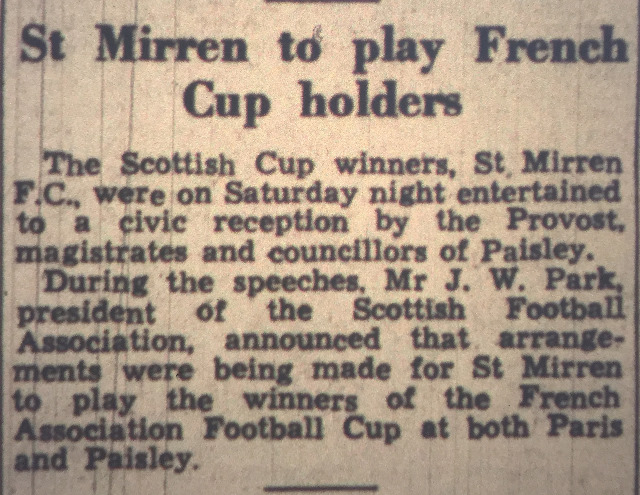 St Mirren to play French
Cup holders
The Scottish Cup winners, St. Mirren
F.C., were on Saturday night entertained
to a civic reception by the Provost,
magistrates and councillors of Paisley.
During the speeches, Mr J. W. Park,
president of the Scottish Football
Association, announced that arrange-
ments were being made for St Mirren
to play the winners of the French
Association Football Cup at both Paris
and Paisley.